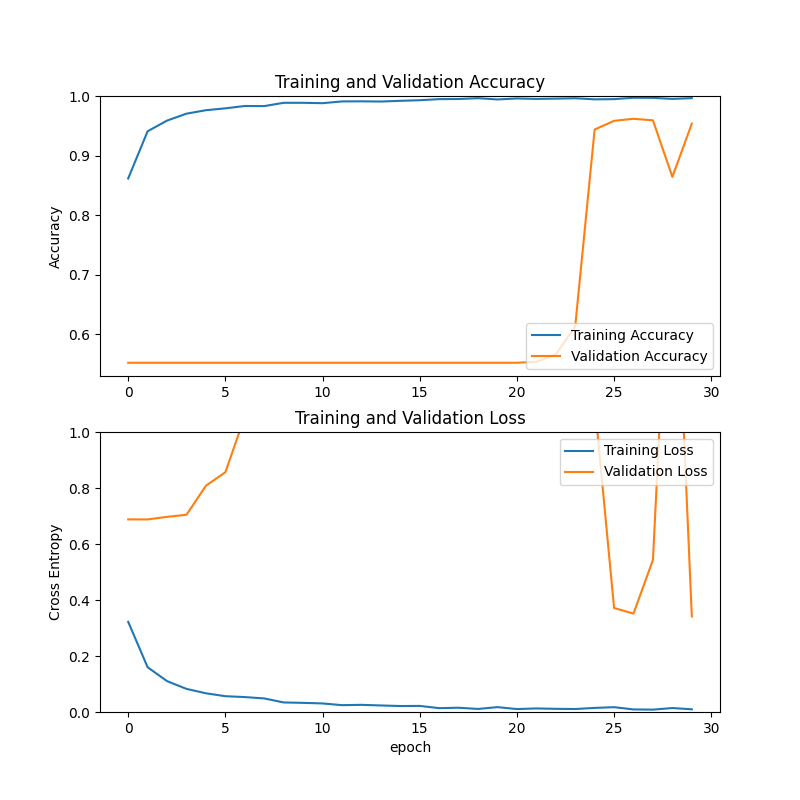 Training and Validation Accuracy
1.0
0.9
0.8
0.7
0.6
Accuracy
Training Accuracy
Validation Accuracy
0 5 10 15 20 25 30
Training and Validation Loss
1.0
0.8
0.6
0.4
0.2
0.0
Cross Entropy
Training Loss
Validation Loss
0 5 10 15 20 25 30
epoch